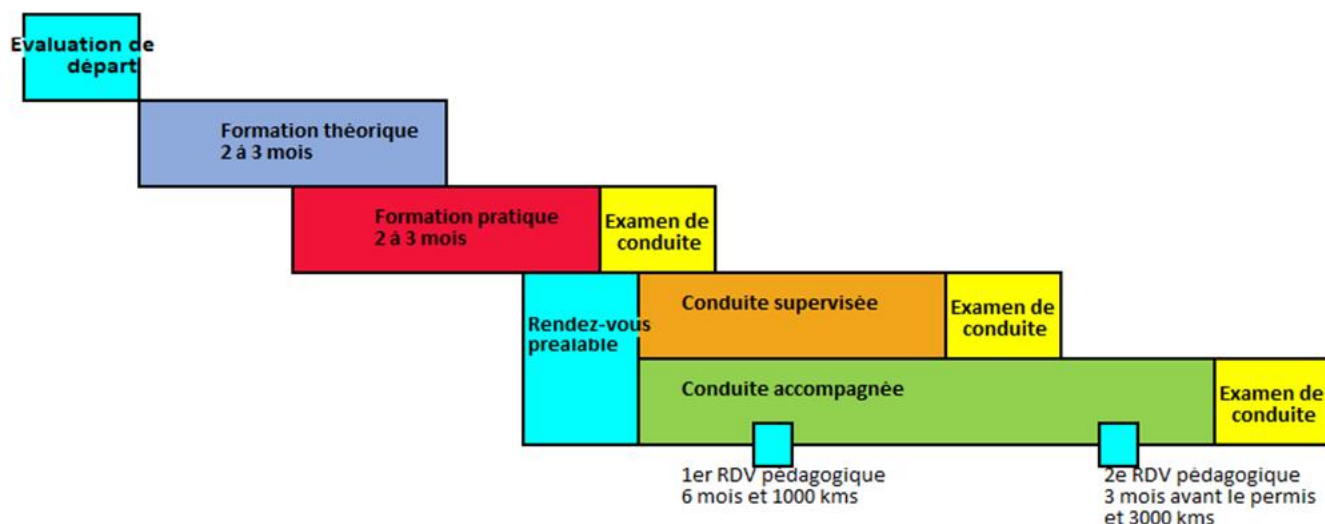 Evaluation de
départ
Formation théorique
2 à 3 mois
Formation pratique
2 à 3 mois
Examen de
conduite
Rendez-vous
préalable
Conduite supervisée
Examen de
conduite
Conduite accompagnée
Examen de
conduite
1er RDV pédagogique
6 mois et 1000 kms
2e RDV pédagogique
3 mois avant le permis
et 3000 kms